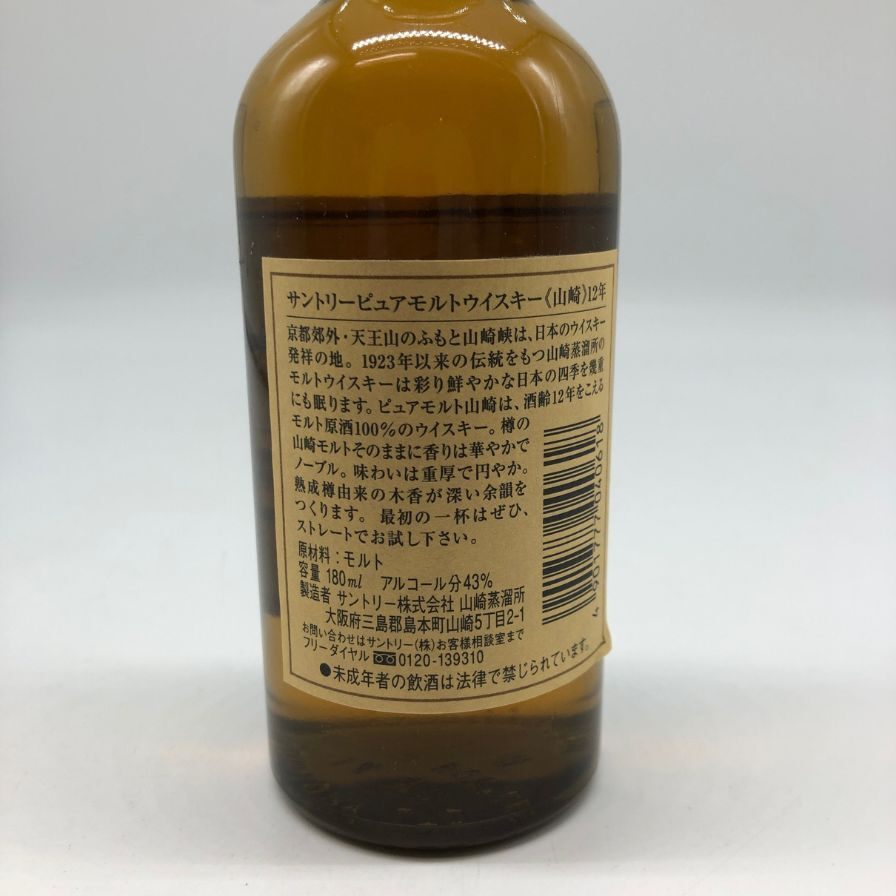 サントリーピュアモルトウイスキー《山崎》12年
京都郊外・天王山のふもと山崎峡は、日本のウイスキー
発祥の地。1923年以来の伝統をもつ山崎蒸溜所の
モルトウイスキーは彩り鮮やかな日本の四季を幾重
にも眠ります。ピュアモルト山崎は、酒齢12年をこえる
モルト原酒100%のウイスキー。樽の
山崎モルトそのままに香りは華やかで
ノーブル。味わいは重厚で円やか。
熟成樽由来の木香が深い余韻を
つくります。最初の一杯はぜひ、
ストレートでお試し下さい。
原材料:モルト
容量 180ml アルコール分43%
製造者 サントリー株式会社 山崎蒸溜所
大阪府三島郡島本町山崎5丁目2-1
お問い合わせはサントリー(株)お客様相談室まで
フリーダイヤル 0120-139310
●未成年者の飲酒は法律で禁じられています。
4 901777 040618